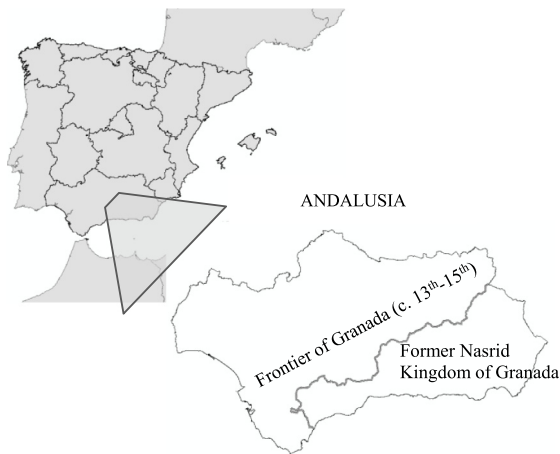 ANDALUSIA
Frontier of Granada (c. 13th-15th)
Former Nasrid
Kingdom of Granada